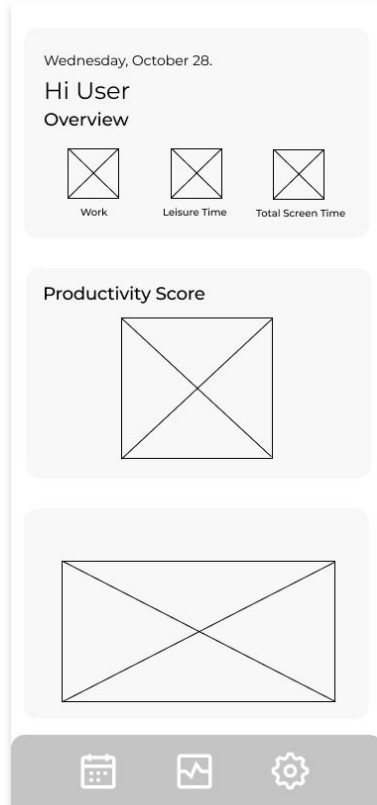 Wednesday, October 28.
Hi User
Overview
Work
Leisure Time
Total Screen Time
Productivity Score